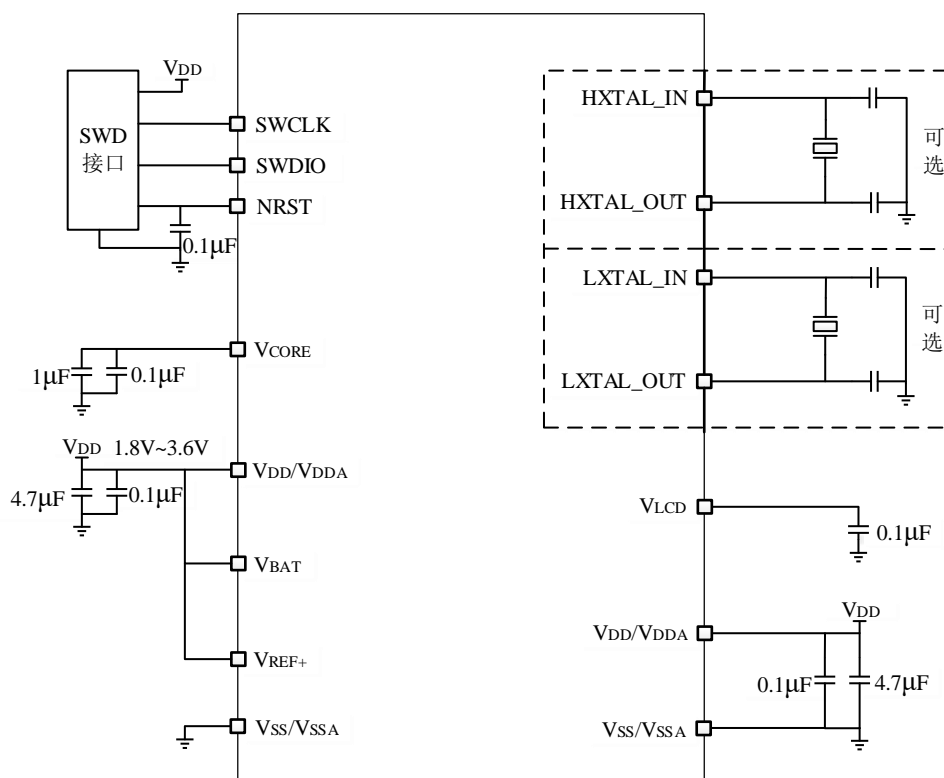 VDD
SWD
接口
SWCLK
SWDIO
NRST
0.1μF
VCORE
1μF
0.1μF
VDD
1.8V~3.6V
VDD/VDDA
4.7μF
0.1μF
VBAT
VREF+
VSS/VSSA
HXTAL_IN
可
选
HXTAL_OUT
LXTAL_IN
可
选
LXTAL_OUT
VLCD
0.1μF
VDD
VDD/VDDA
0.1μF
4.7μF
VSS/VSSA